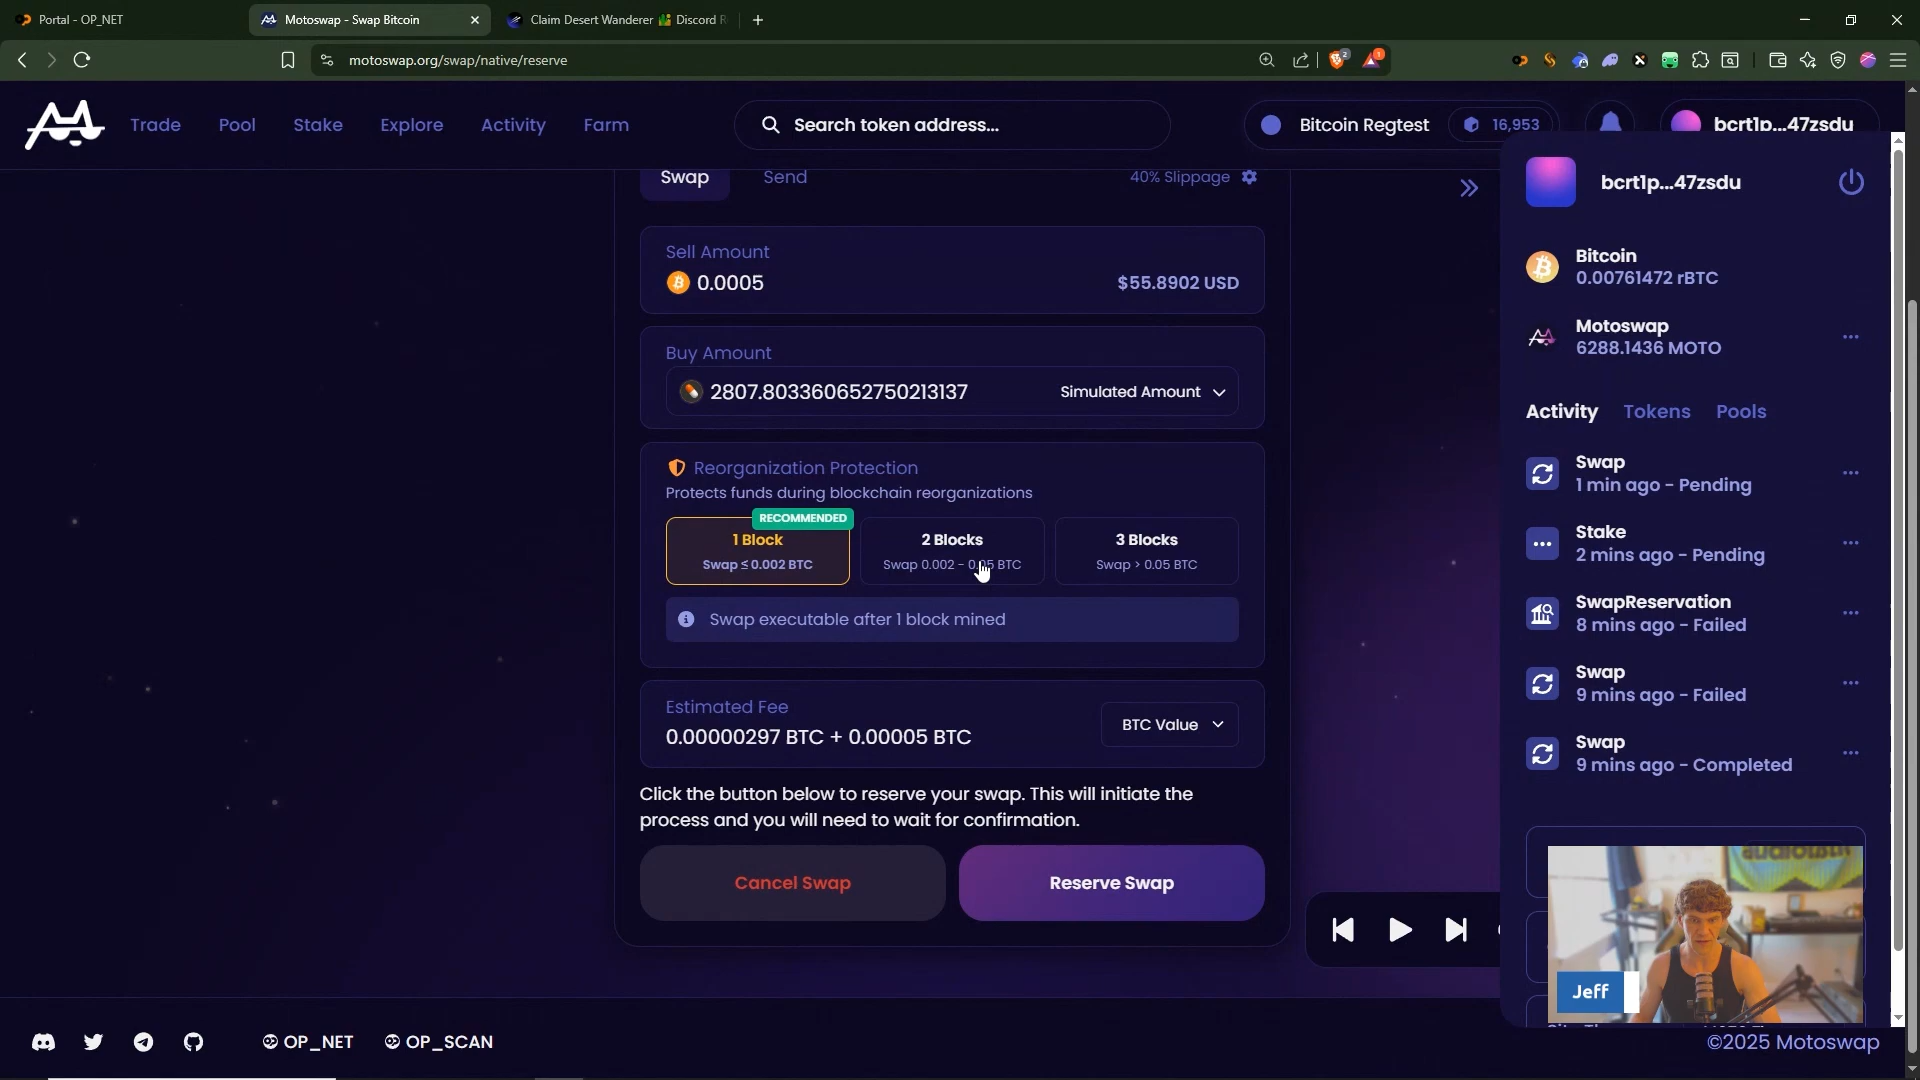 Portal - OP_NET
Motoswap - Swap Bitcoin
Claim Desert Wanderer 🌵 Discord R
motoswap.org/swap/native/reserve
2
1
Trade
Pool
Stake
Explore
Activity
Farm
Search token address...
Bitcoin Regtest
16,953
bcrt1p...47zsdu
Swap
Send
40% Slippage
Sell Amount
0.0005
$55.8902 USD
Buy Amount
2807.803360652750213137
Simulated Amount
Reorganization Protection
Protects funds during blockchain reorganizations
RECOMMENDED
1 Block
Swap ≤ 0.002 BTC
2 Blocks
Swap 0.002 - 0.05 BTC
3 Blocks
Swap > 0.05 BTC
Swap executable after 1 block mined
Estimated Fee
0.00000297 BTC + 0.00005 BTC
BTC Value
Click the button below to reserve your swap. This will initiate the
process and you will need to wait for confirmation.
Cancel Swap
Reserve Swap
bcrt1p...47zsdu
Bitcoin
0.00761472 rBTC
Motoswap
6288.1436 MOTO
Activity
Tokens
Pools
Swap
1 min ago - Pending
Stake
2 mins ago - Pending
SwapReservation
8 mins ago - Failed
Swap
9 mins ago - Failed
Swap
9 mins ago - Completed
Jeff
OP_NET
OP_SCAN
©2025 Motoswap